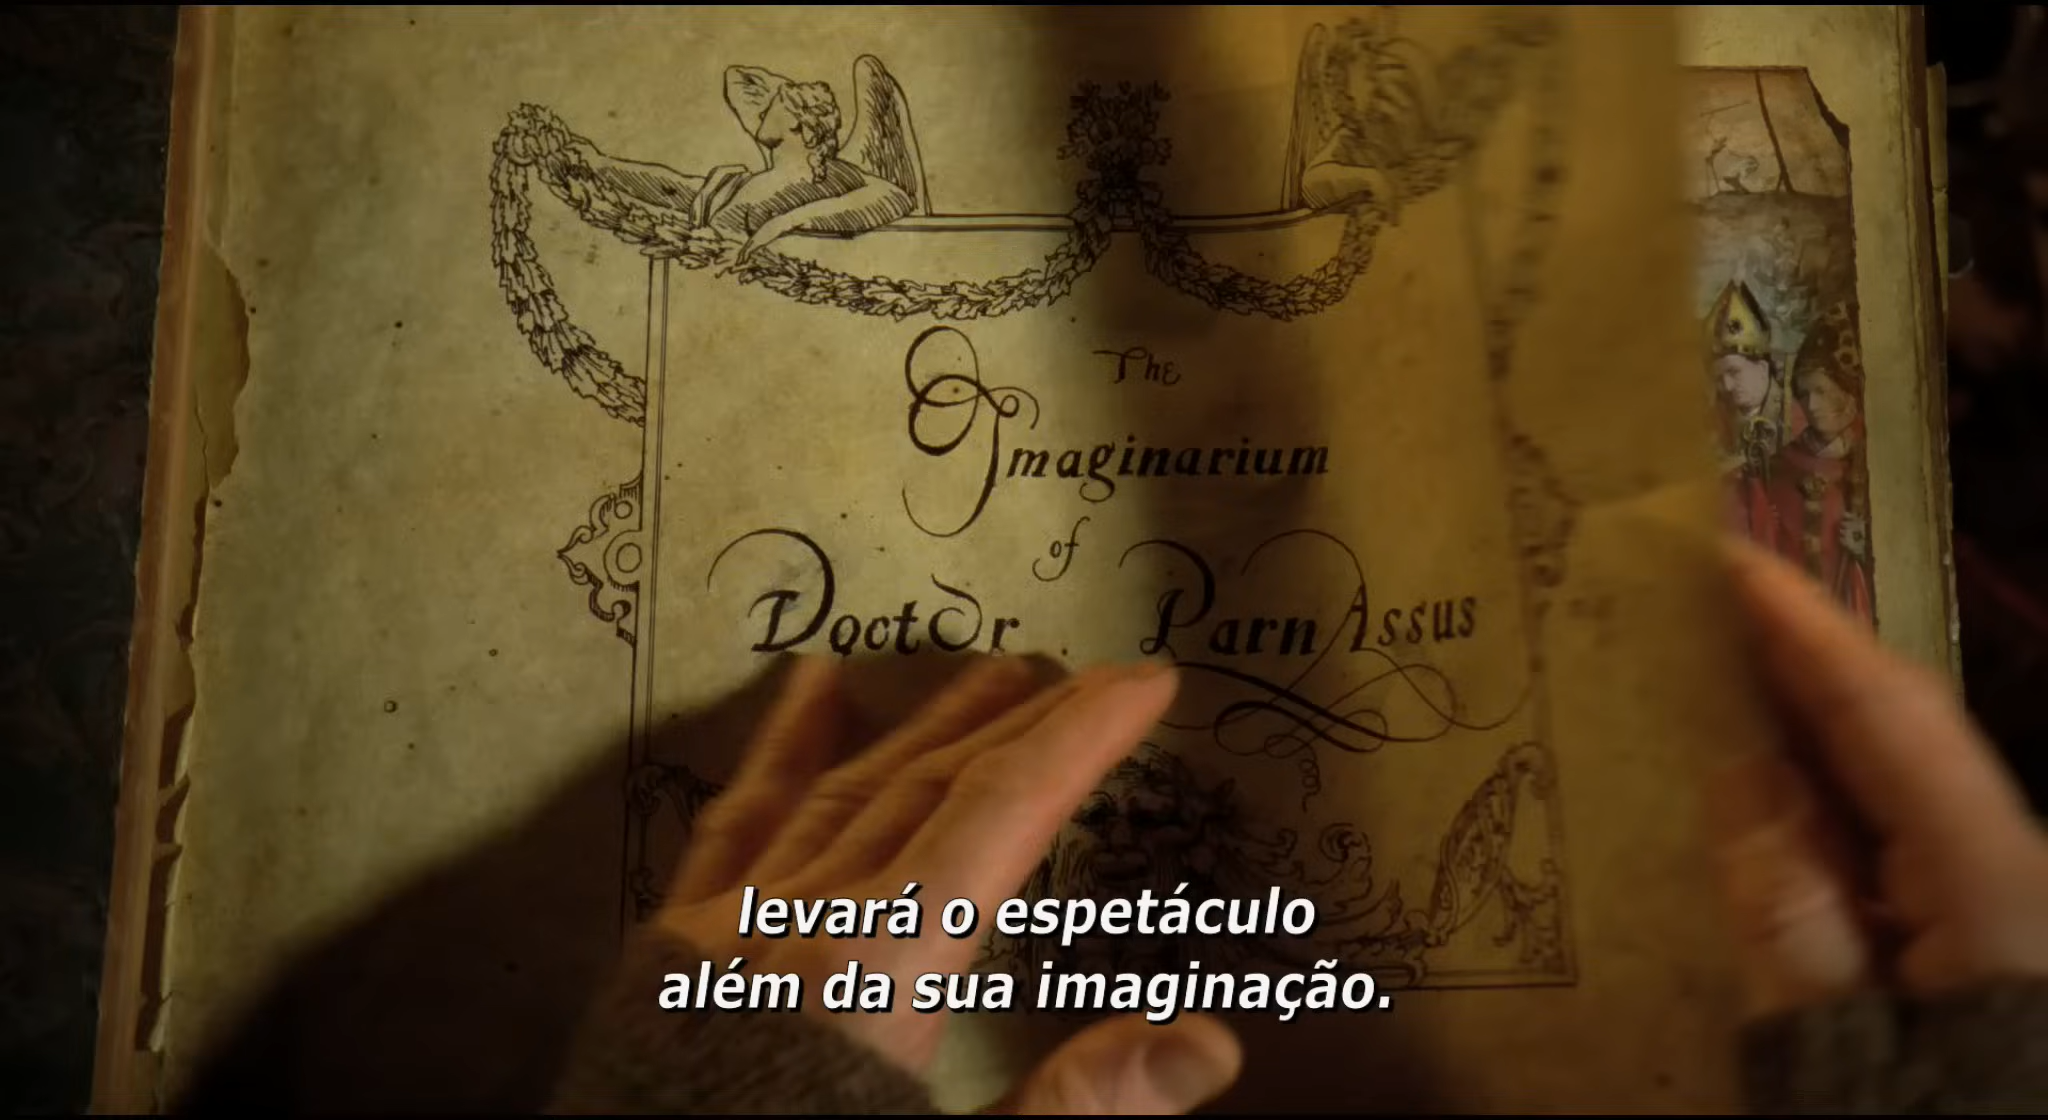 The
Imaginarium
of
Doctor ParnAssus
levará o espetáculo
além da sua imaginação.